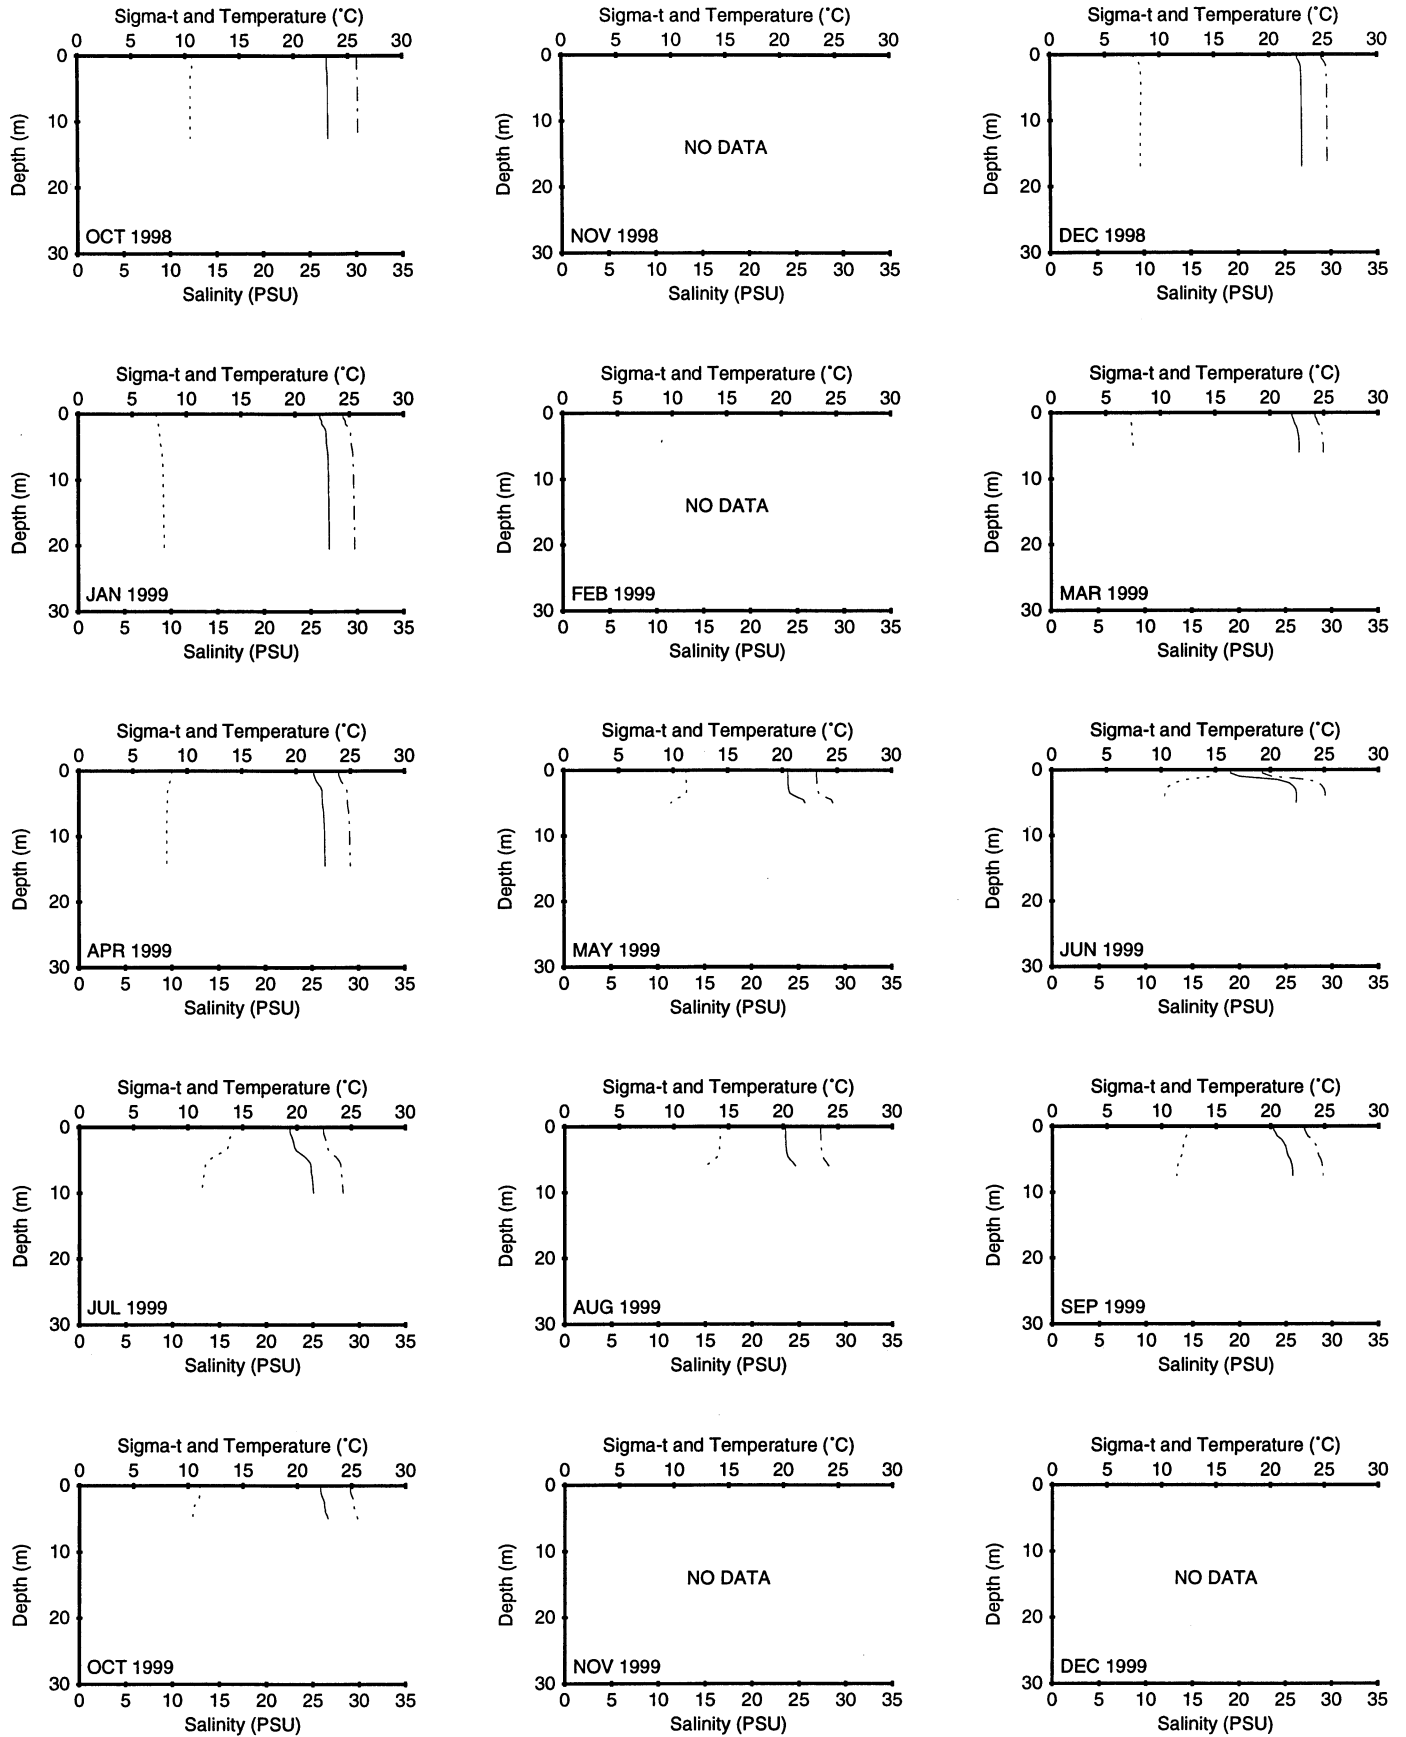 Sigma-t and Temperature (°C)
0 5 10 15 20 25 30
0
10
20
30
Depth (m)
OCT 1998
0 5 10 15 20 25 30 35
Salinity (PSU)
Sigma-t and Temperature (°C)
0 5 10 15 20 25 30
0
10
20
30
Depth (m)
NO DATA
NOV 1998
0 5 10 15 20 25 30 35
Salinity (PSU)
Sigma-t and Temperature (°C)
0 5 10 15 20 25 30
0
10
20
30
Depth (m)
DEC 1998
0 5 10 15 20 25 30 35
Salinity (PSU)
Sigma-t and Temperature (°C)
0 5 10 15 20 25 30
0
10
20
30
Depth (m)
JAN 1999
0 5 10 15 20 25 30 35
Salinity (PSU)
Sigma-t and Temperature (°C)
0 5 10 15 20 25 30
0
10
20
30
Depth (m)
NO DATA
FEB 1999
0 5 10 15 20 25 30 35
Salinity (PSU)
Sigma-t and Temperature (°C)
0 5 10 15 20 25 30
0
10
20
30
Depth (m)
MAR 1999
0 5 10 15 20 25 30 35
Salinity (PSU)
Sigma-t and Temperature (°C)
0 5 10 15 20 25 30
0
10
20
30
Depth (m)
APR 1999
0 5 10 15 20 25 30 35
Salinity (PSU)
Sigma-t and Temperature (°C)
0 5 10 15 20 25 30
0
10
20
30
Depth (m)
MAY 1999
0 5 10 15 20 25 30 35
Salinity (PSU)
Sigma-t and Temperature (°C)
0 5 10 15 20 25 30
0
10
20
30
Depth (m)
JUN 1999
0 5 10 15 20 25 30 35
Salinity (PSU)
Sigma-t and Temperature (°C)
0 5 10 15 20 25 30
0
10
20
30
Depth (m)
JUL 1999
0 5 10 15 20 25 30 35
Salinity (PSU)
Sigma-t and Temperature (°C)
0 5 10 15 20 25 30
0
10
20
30
Depth (m)
AUG 1999
0 5 10 15 20 25 30 35
Salinity (PSU)
Sigma-t and Temperature (°C)
0 5 10 15 20 25 30
0
10
20
30
Depth (m)
SEP 1999
0 5 10 15 20 25 30 35
Salinity (PSU)
Sigma-t and Temperature (°C)
0 5 10 15 20 25 30
0
10
20
30
Depth (m)
OCT 1999
0 5 10 15 20 25 30 35
Salinity (PSU)
Sigma-t and Temperature (°C)
0 5 10 15 20 25 30
0
10
20
30
Depth (m)
NO DATA
NOV 1999
0 5 10 15 20 25 30 35
Salinity (PSU)
Sigma-t and Temperature (°C)
0 5 10 15 20 25 30
0
10
20
30
Depth (m)
NO DATA
DEC 1999
0 5 10 15 20 25 30 35
Salinity (PSU)